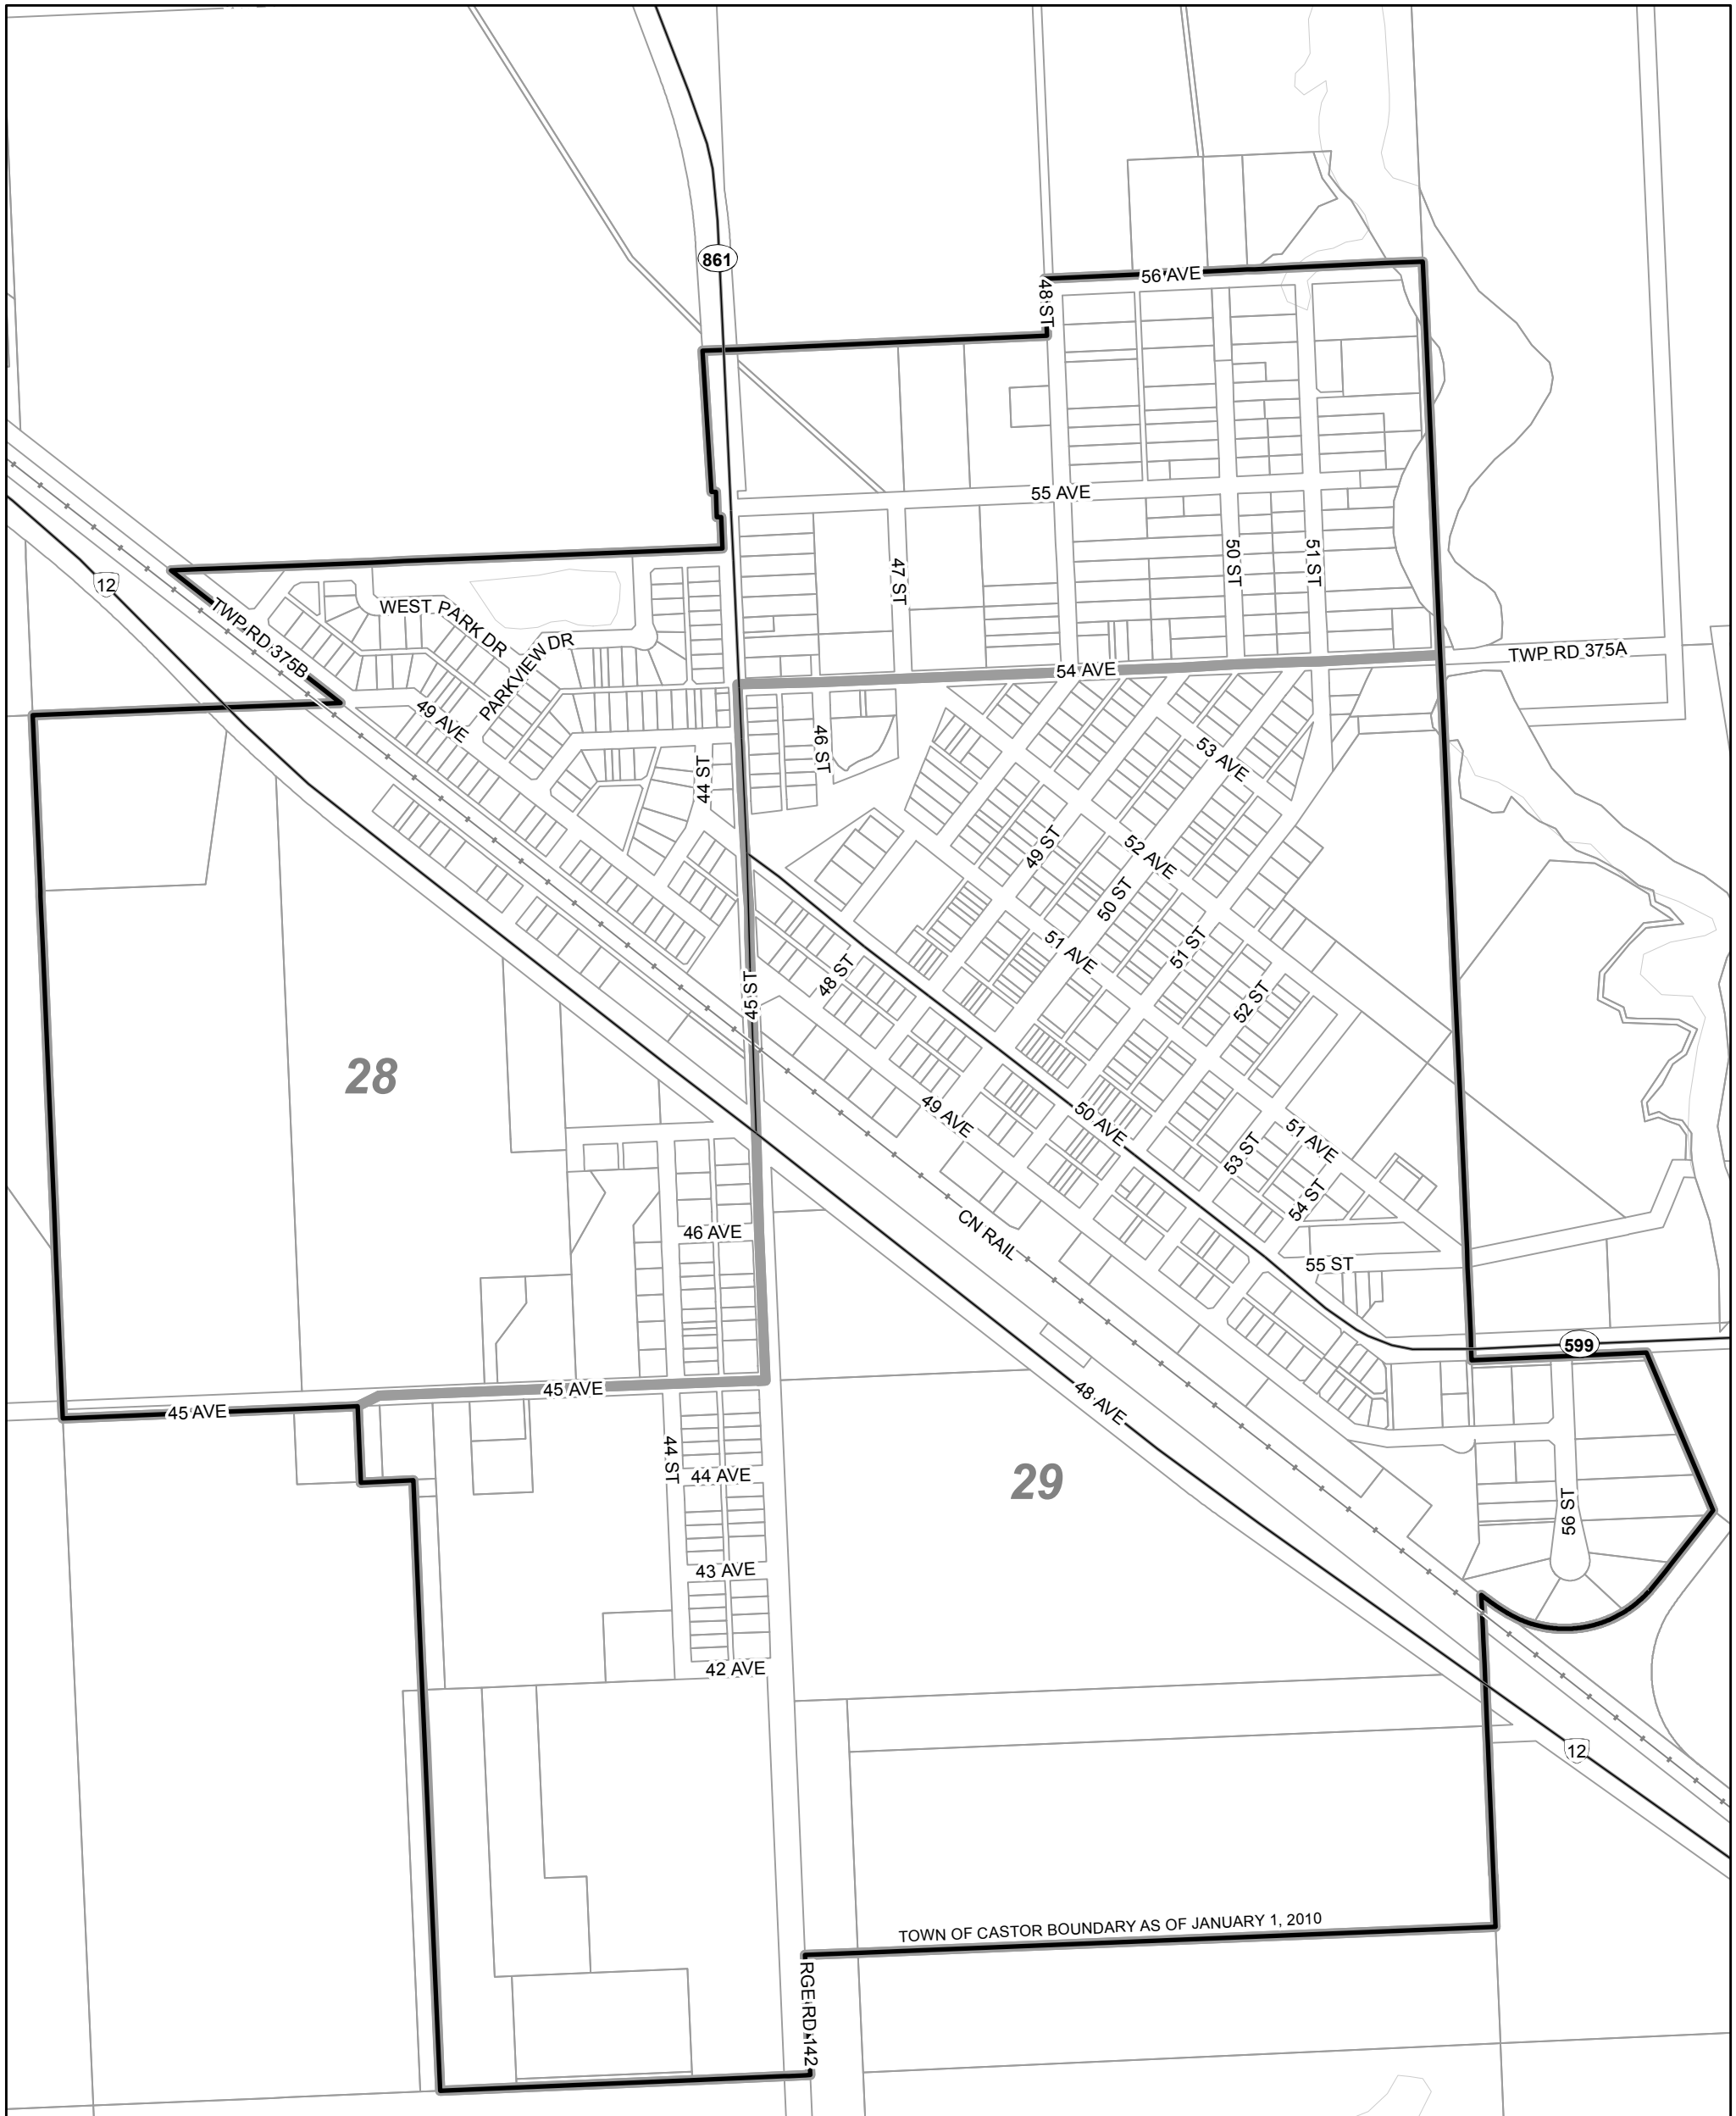 861
56 AVE
48 ST
55 AVE
50 ST
51 ST
47 ST
12
WEST PARK DR
TWP RD 375B
PARKVIEW DR
TWP RD 375A
54 AVE
49 AVE
46 ST
53 AVE
44 ST
49 ST
52 AVE
50 ST
51 AVE
51 ST
48 ST
45 ST
52 ST
28
49 AVE
50 AVE
51 AVE
53 ST
54 ST
CN RAIL
46 AVE
55 ST
599
45 AVE
45 AVE
48 AVE
44 ST
44 AVE
29
56 ST
43 AVE
42 AVE
12
TOWN OF CASTOR BOUNDARY AS OF JANUARY 1, 2010
RGE RD 142